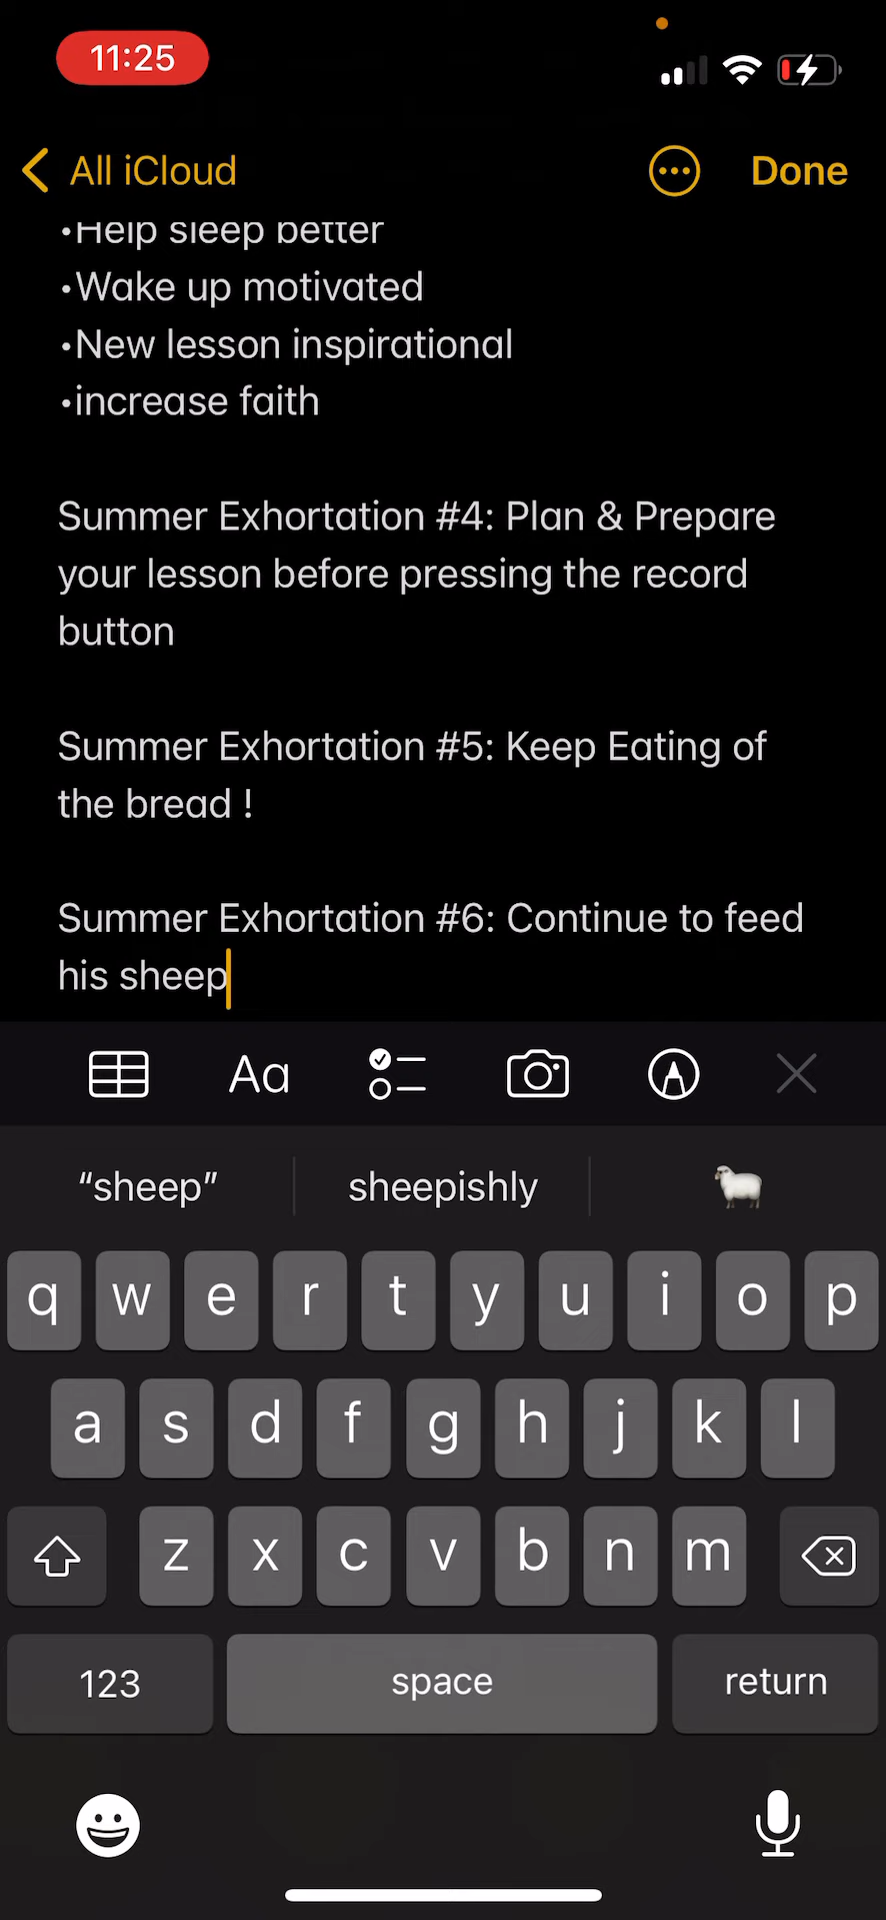 11:25
All iCloud
Done
•Help sleep better
•Wake up motivated
•New lesson inspirational
•increase faith
Summer Exhortation #4: Plan & Prepare
your lesson before pressing the record
button
Summer Exhortation #5: Keep Eating of
the bread !
Summer Exhortation #6: Continue to feed
his sheep
Aa
“sheep” sheepishly
q w e r t y u i o p
a s d f g h j k l
z x c v b n m
123 space return